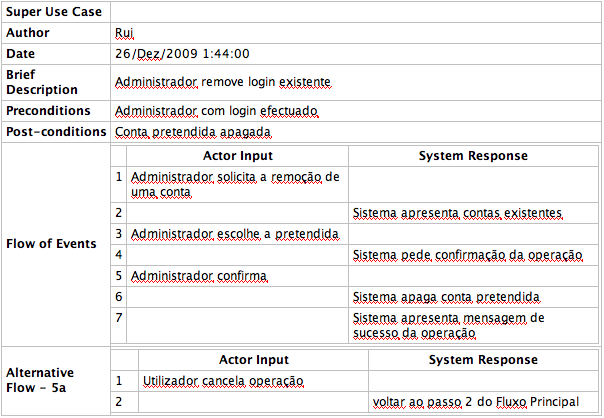 Super Use Case
Author Rui
Date 26/Dez/2009 1:44:00
Brief
Description Administrador remove login existente
Preconditions Administrador com login efectuado
Post-conditions Conta pretendida apagada
Flow of Events
Actor Input System Response
1 Administrador solicita a remoção de
uma conta
2 Sistema apresenta contas existentes
3 Administrador escolhe a pretendida
4 Sistema pede confirmação da operação
5 Administrador confirma
6 Sistema apaga conta pretendida
7 Sistema apresenta mensagem de
sucesso da operação
Alternative
Flow - 5a
Actor Input System Response
1 Utilizador cancela operação
2 voltar ao passo 2 do Fluxo Principal